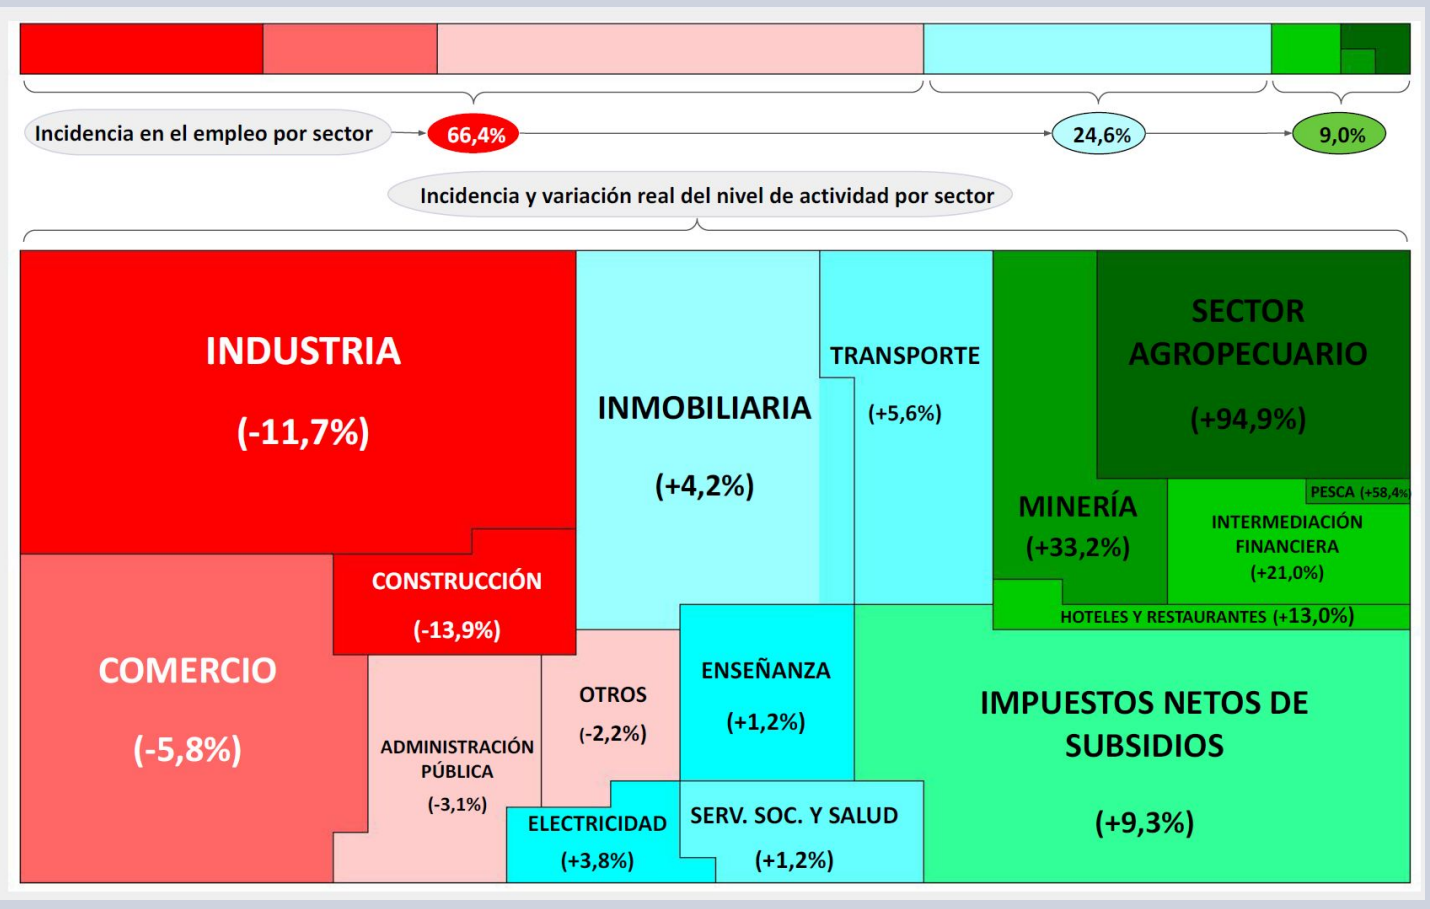 Incidencia en el empleo por sector
66,4%
24,6%
9,0%
Incidencia y variación real del nivel de actividad por sector
INDUSTRIA
(-11,7%)
INMOBILIARIA
(+4,2%)
TRANSPORTE
(+5,6%)
SECTOR
AGROPECUARIO
(+94,9%)
MINERÍA
(+33,2%)
PESCA (+58,4%)
INTERMEDIACIÓN
FINANCIERA
(+21,0%)
HOTELES Y RESTAURANTES (+13,0%)
CONSTRUCCIÓN
(-13,9%)
COMERCIO
(-5,8%)
ADMINISTRACIÓN
PÚBLICA
(-3,1%)
OTROS
(-2,2%)
ENSEÑANZA
(+1,2%)
ELECTRICIDAD
(+3,8%)
SERV. SOC. Y SALUD
(+1,2%)
IMPUESTOS NETOS DE
SUBSIDIOS
(+9,3%)